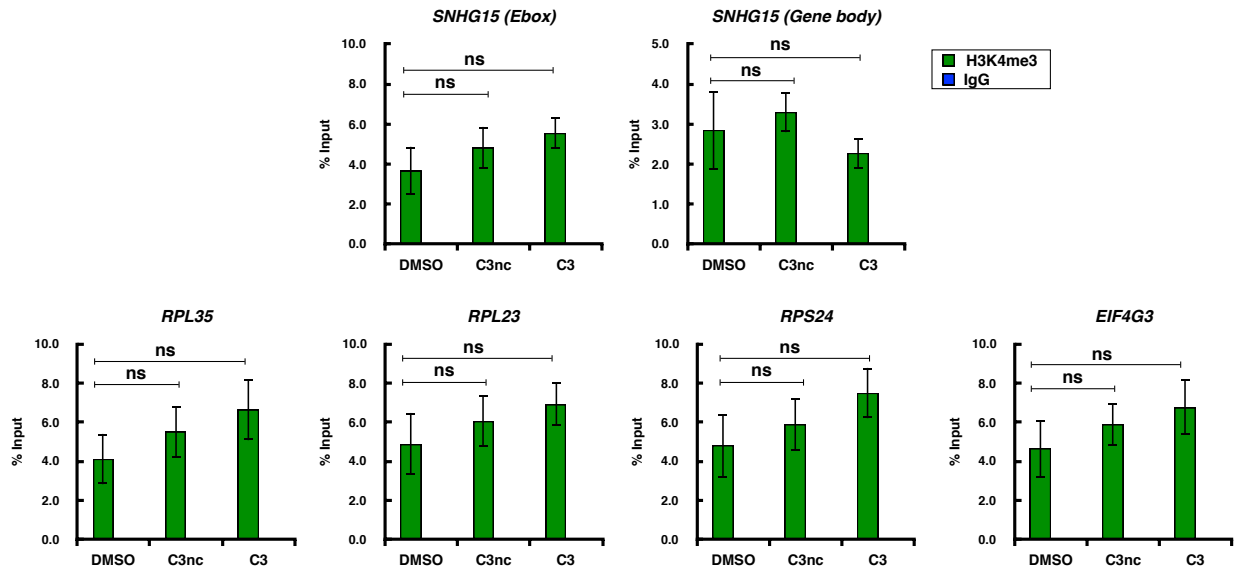 SNHG15 (Ebox)
% Input
10.0
8.0
6.0
4.0
2.0
0.0
ns
ns
DMSO C3nc C3
SNHG15 (Gene body)
% Input
5.0
4.0
3.0
2.0
1.0
0.0
ns
ns
DMSO C3nc C3
H3K4me3
IgG
RPL35
% Input
10.0
8.0
6.0
4.0
2.0
0.0
ns
ns
DMSO C3nc C3
RPL23
% Input
10.0
8.0
6.0
4.0
2.0
0.0
ns
ns
DMSO C3nc C3
RPS24
% Input
10.0
8.0
6.0
4.0
2.0
0.0
ns
ns
DMSO C3nc C3
EIF4G3
% Input
10.0
8.0
6.0
4.0
2.0
0.0
ns
ns
DMSO C3nc C3